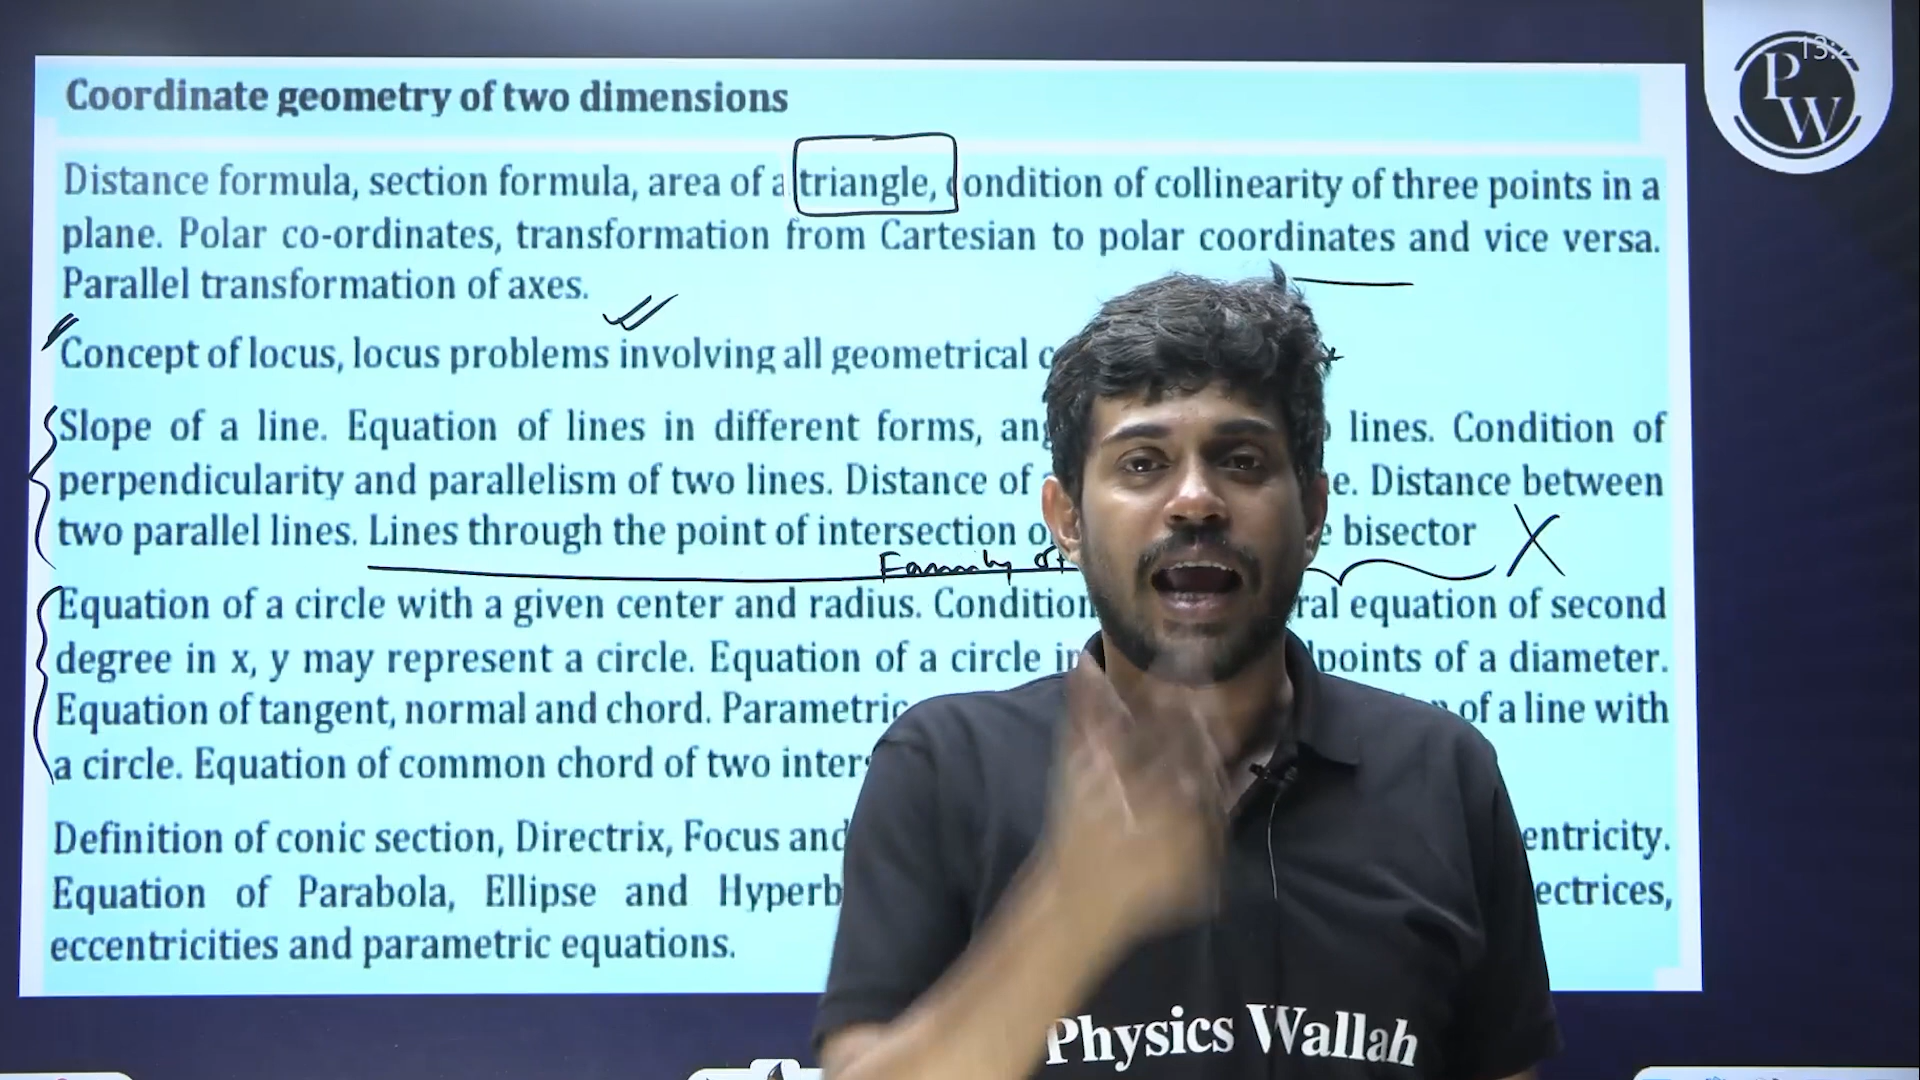 Coordinate geometry of two dimensions
Distance formula, section formula, area of a triangle, condition of collinearity of three points in a
plane. Polar co-ordinates, transformation from Cartesian to polar coordinates and vice versa.
Parallel transformation of axes.
Concept of locus, locus problems involving all geometrical
Slope of a line. Equation of lines in different forms, lines. Condition of
perpendicularity and parallelism of two lines. Distance of Distance between
two parallel lines. Lines through the point of intersection bisector
Family of
Equation of a circle with a given center and radius. Condition equation of second
degree in x, y may represent a circle. Equation of a circle points of a diameter.
Equation of tangent, normal and chord. Parametric of a line with
a circle. Equation of common chord of two
Definition of conic section, Directrix, Focus and
Equation of Parabola, Ellipse and
eccentricities and parametric equations.
PW
Physics Wallah